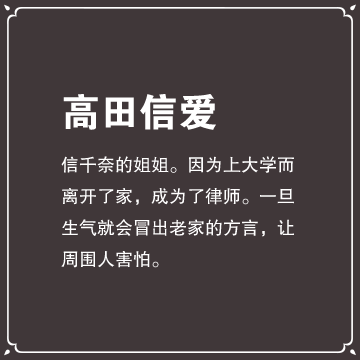 高田信爱
信千奈的姐姐。因为上大学而
离开了家，成为了律师。一旦
生气就会冒出老家的方言，让
周围人害怕。